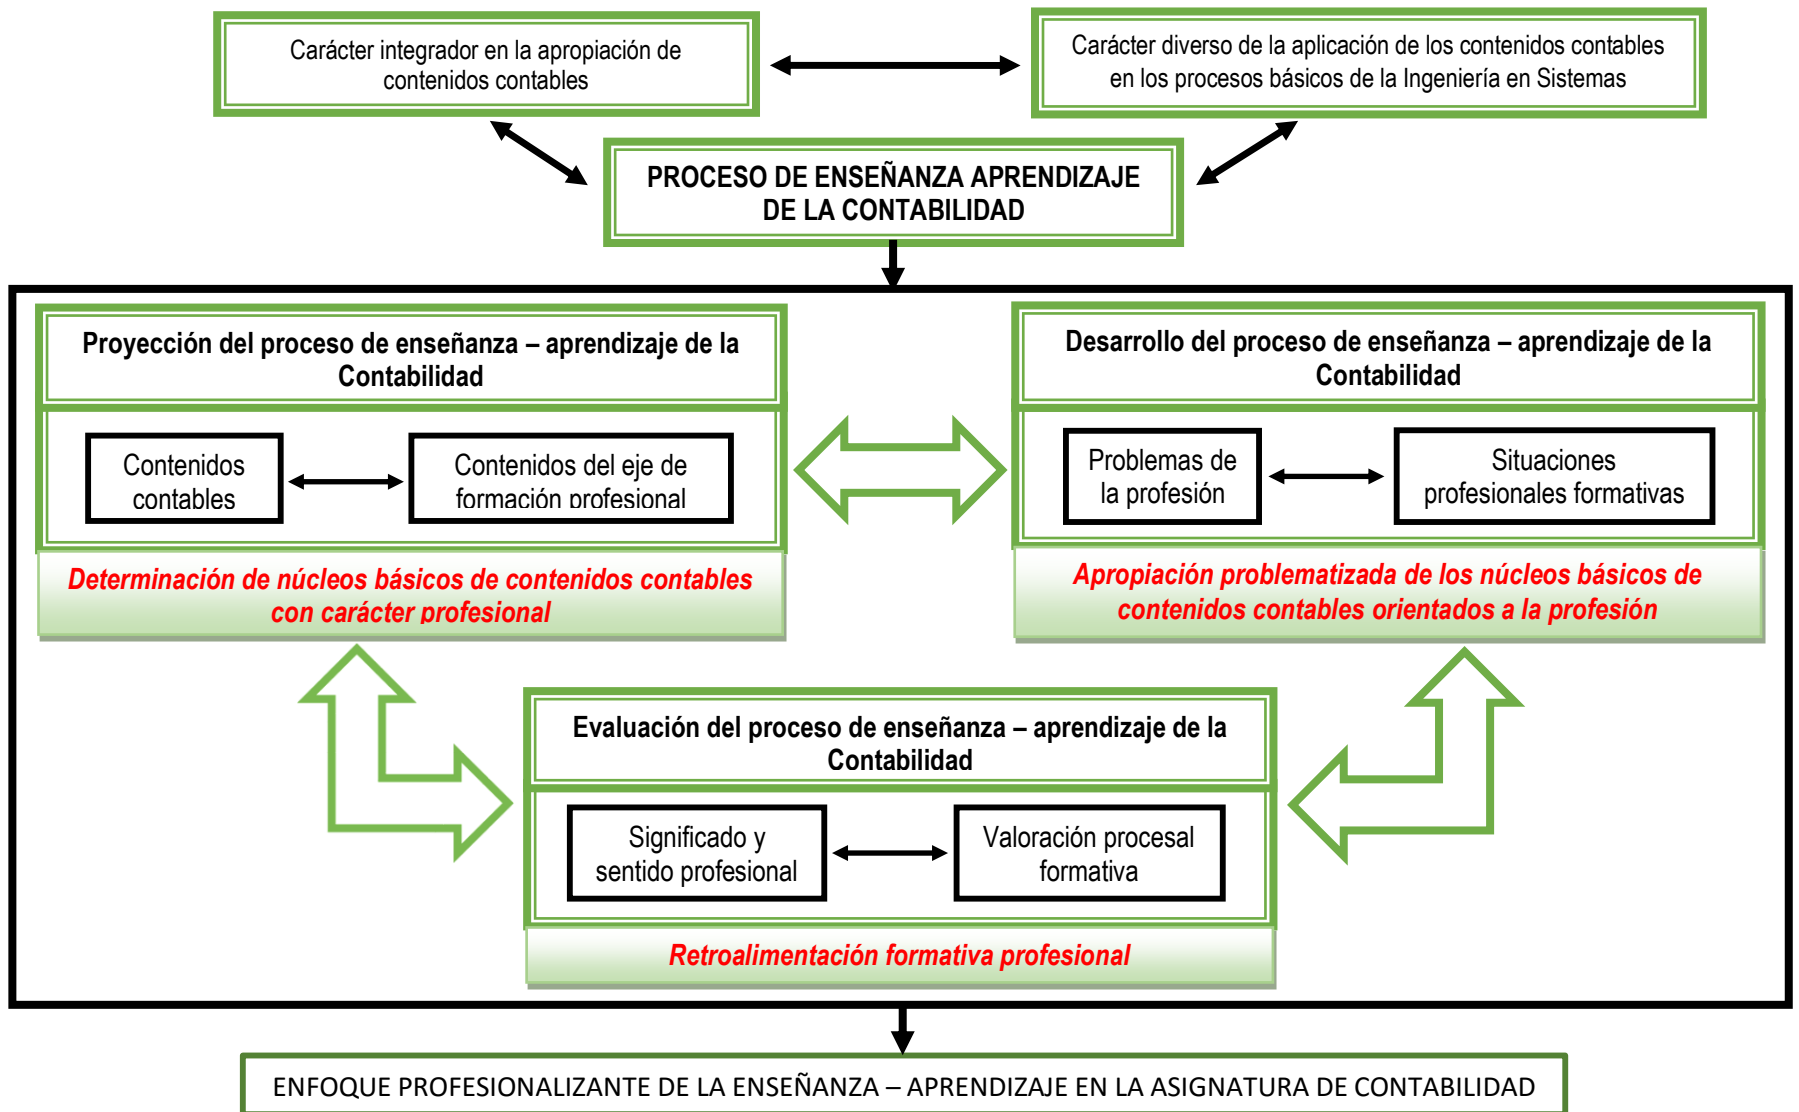 Carácter integrador en la apropiación de
contenidos contables
Carácter diverso de la aplicación de los contenidos contables
en los procesos básicos de la Ingeniería en Sistemas
PROCESO DE ENSEÑANZA APRENDIZAJE
DE LA CONTABILIDAD
Proyección del proceso de enseñanza – aprendizaje de la
Contabilidad
Contenidos
contables
Contenidos del eje de
formación profesional
Determinación de núcleos básicos de contenidos contables
con carácter profesional
Desarrollo del proceso de enseñanza – aprendizaje de la
Contabilidad
Problemas de
la profesión
Situaciones
profesionales formativas
Apropiación problematizada de los núcleos básicos de
contenidos contables orientados a la profesión
Evaluación del proceso de enseñanza – aprendizaje de la
Contabilidad
Significado y
sentido profesional
Valoración procesal
formativa
Retroalimentación formativa profesional
ENFOQUE PROFESIONALIZANTE DE LA ENSEÑANZA – APRENDIZAJE EN LA ASIGNATURA DE CONTABILIDAD